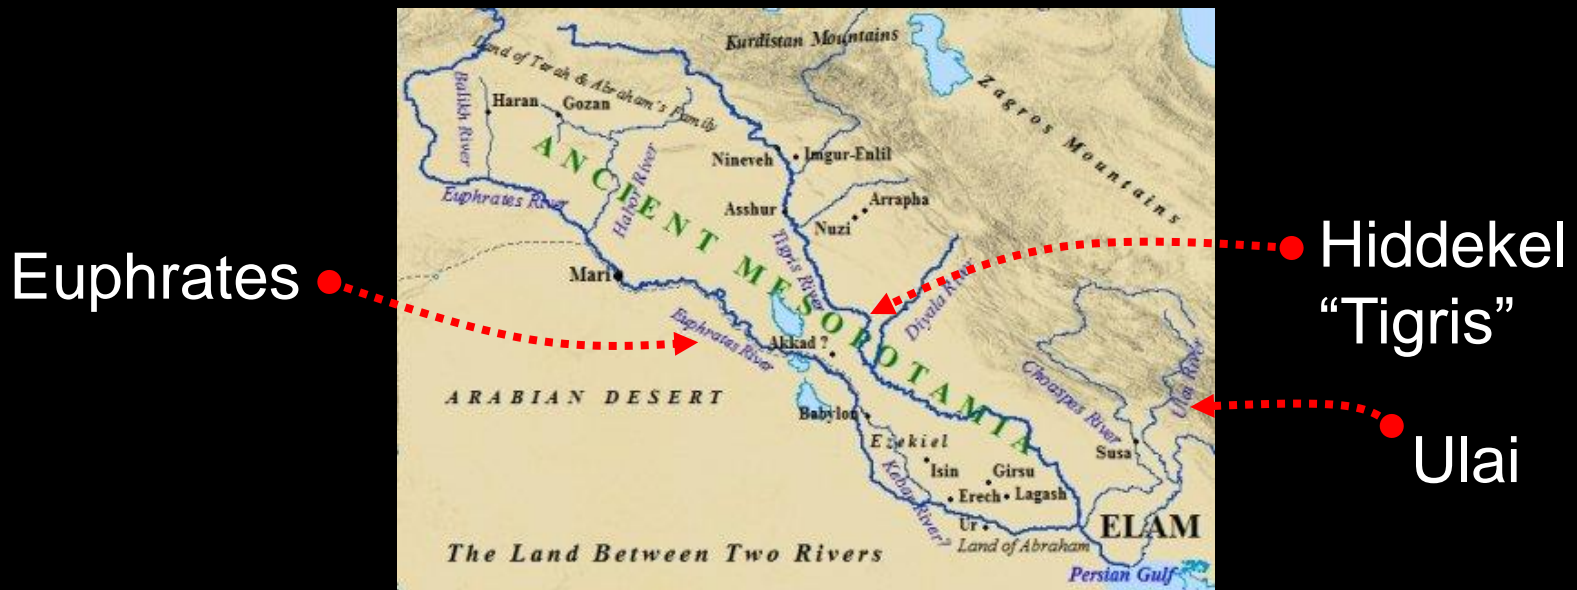 Euphrates
Hiddekel
“Tigris”
Ulai
Kurdistan Mountains
Land of Terah & Abraham's Family
Zagros Mountains
Balikh River
Haran
Gozan
Nineveh
Imgur-Enlil
Habor River
Euphrates River
Asshur
Arrapha
Nuzi
ANCIENT MESOPOTAMIA
Tigris River
Diyala River
Mari
Euphrates River
Akkad ?
ARABIAN DESERT
Babylon
Choaspes River
Ulai River
Susa
Ezekiel
Isin
Girsu
Kebar River?
Erech
Lagash
Ur
ELAM
Land of Abraham
The Land Between Two Rivers
Persian Gulf